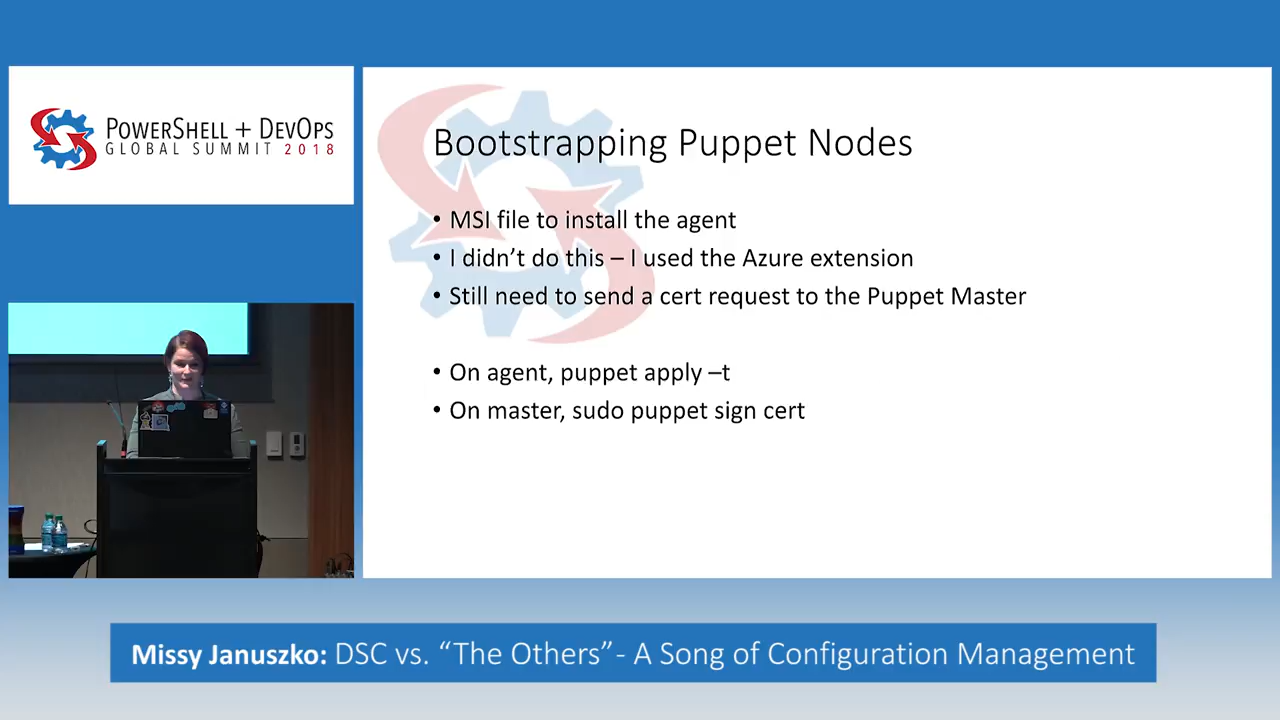 POWERSHELL + DEVOPS
GLOBAL SUMMIT 2018
Bootstrapping Puppet Nodes
• MSI file to install the agent
• I didn’t do this – I used the Azure extension
• Still need to send a cert request to the Puppet Master
• On agent, puppet apply –t
• On master, sudo puppet sign cert
Missy Januszko: DSC vs. “The Others”- A Song of Configuration Management